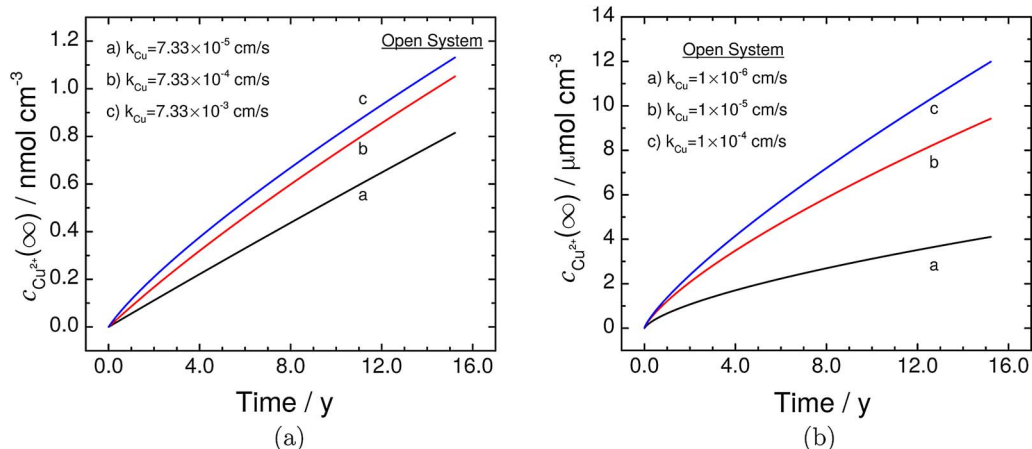 Open System
a) k_Cu=7.33×10⁻⁵ cm/s
b) k_Cu=7.33×10⁻⁴ cm/s
c) k_Cu=7.33×10⁻³ cm/s
c
b
a
1.2
1.0
0.8
0.6
0.4
0.2
0.0
c_Cu²⁺(∞) / nmol cm⁻³
0.0 4.0 8.0 12.0 16.0
Time / y
(a)
Open System
a) k_Cu=1×10⁻⁶ cm/s
b) k_Cu=1×10⁻⁵ cm/s
c) k_Cu=1×10⁻⁴ cm/s
c
b
a
14
12
10
8
6
4
2
0
c_Cu²⁺(∞) / μmol cm⁻³
0.0 4.0 8.0 12.0 16.0
Time / y
(b)